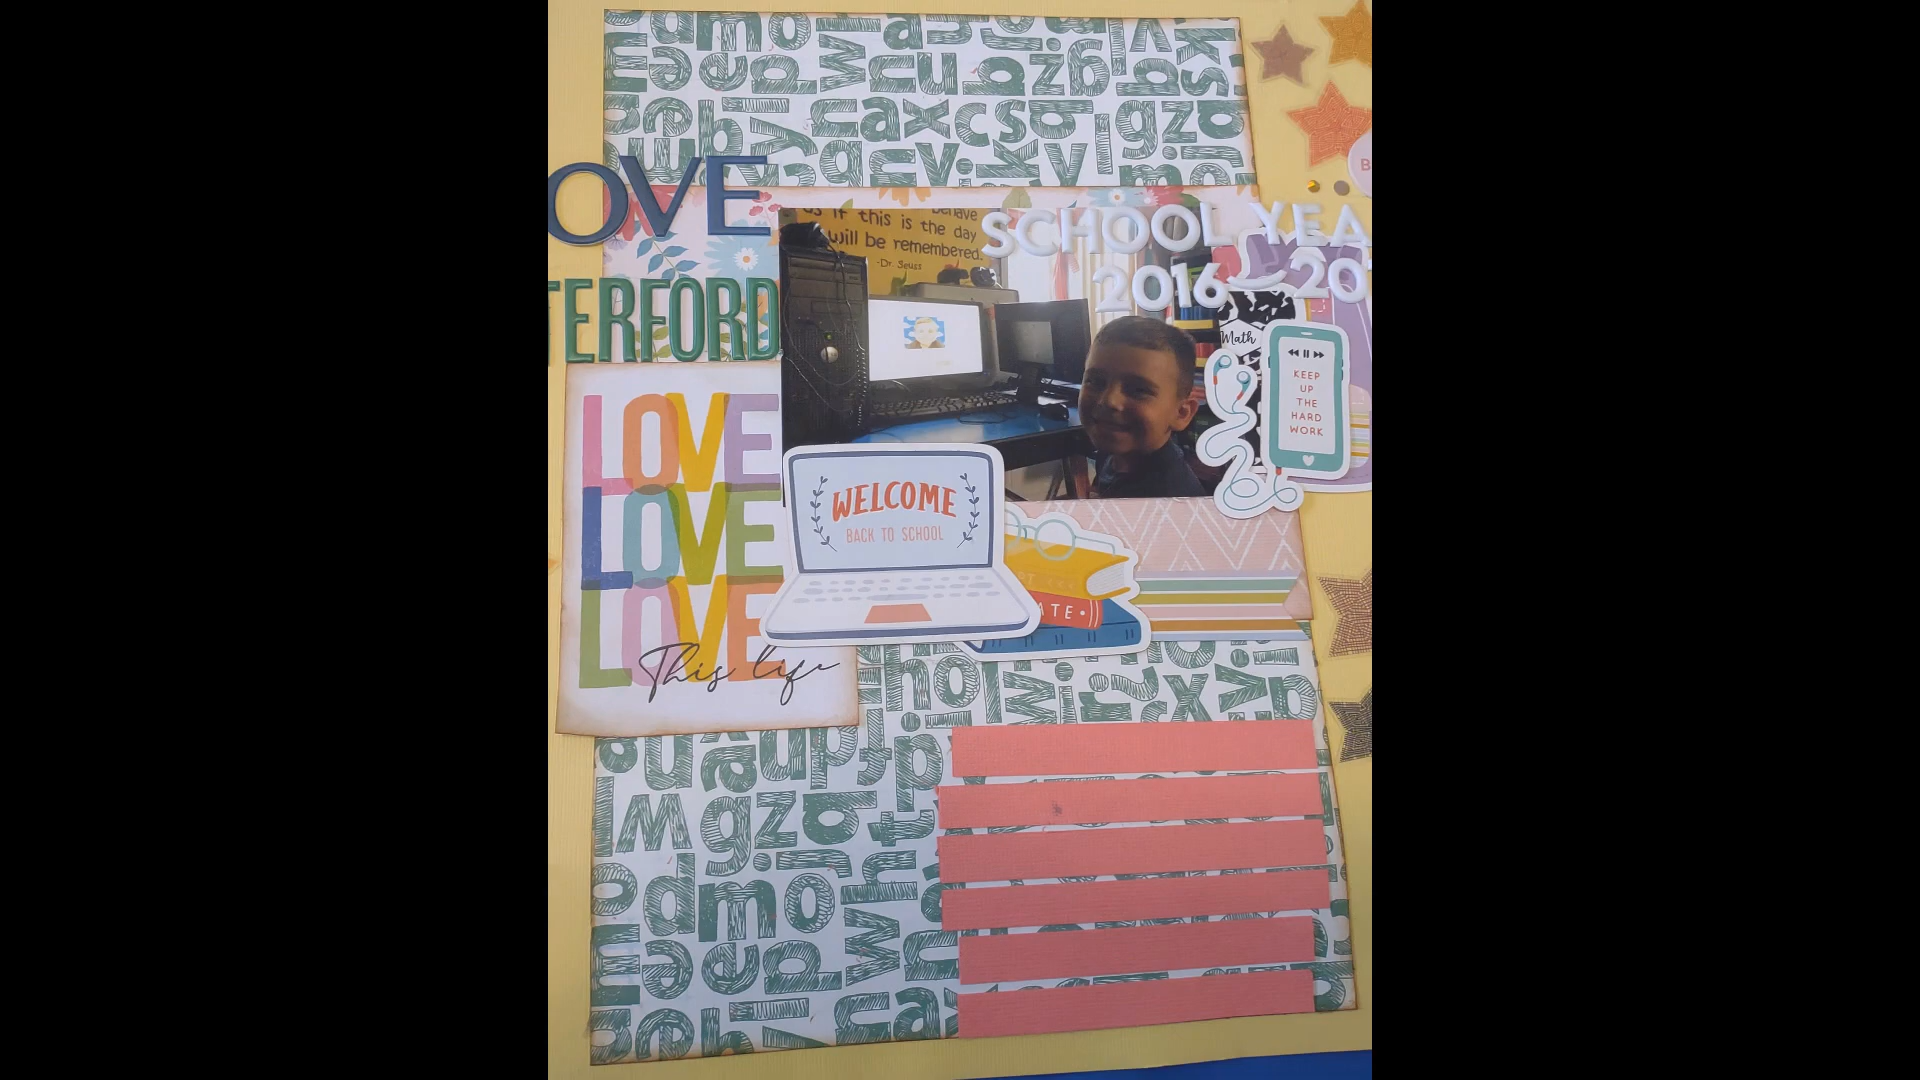 OVE
TERFORD
as if this is the day
will be remembered.
-Dr. Seuss
SCHOOL YEA
2016 - 20
Math
KEEP
UP
THE
HARD
WORK
LOVE
LOVE
LOVE
This life
WELCOME
BACK TO SCHOOL
ATE
B